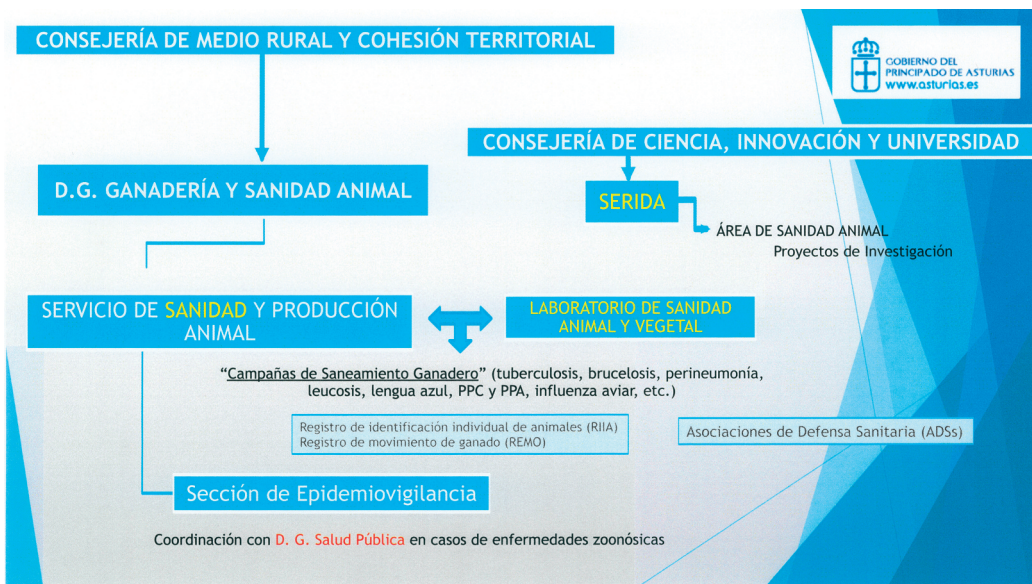 CONSEJERÍA DE MEDIO RURAL Y COHESIÓN TERRITORIAL
GOBIERNO DEL
PRINCIPADO DE ASTURIAS
www.asturias.es
CONSEJERÍA DE CIENCIA, INNOVACIÓN Y UNIVERSIDAD
D.G. GANADERÍA Y SANIDAD ANIMAL
SERIDA
ÁREA DE SANIDAD ANIMAL
Proyectos de Investigación
SERVICIO DE SANIDAD Y PRODUCCIÓN
ANIMAL
LABORATORIO DE SANIDAD
ANIMAL Y VEGETAL
“Campañas de Saneamiento Ganadero” (tuberculosis, brucelosis, perineumonía,
leucosis, lengua azul, PPC y PPA, influenza aviar, etc.)
Registro de identificación individual de animales (RIIA)
Registro de movimiento de ganado (REMO)
Asociaciones de Defensa Sanitaria (ADSs)
Sección de Epidemiovigilancia
Coordinación con D. G. Salud Pública en casos de enfermedades zoonósicas